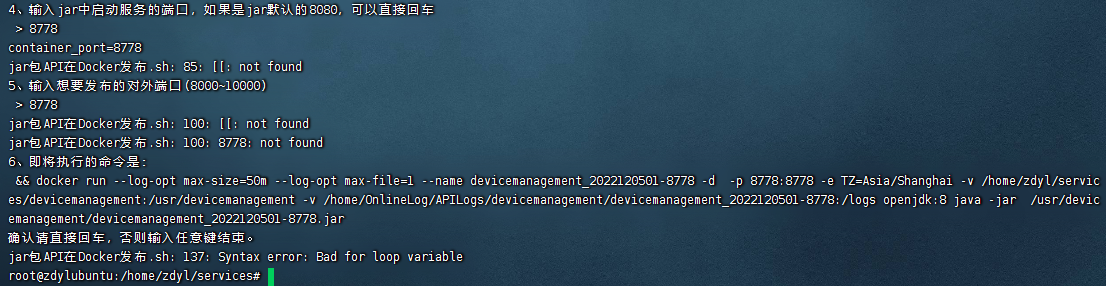 4、输入jar中启动服务的端口，如果是jar默认的8080，可以直接回车
> 8778
container_port=8778
jar包API在Docker发布.sh: 85: [[: not found
5、输入想要发布的对外端口(8000~10000)
> 8778
jar包API在Docker发布.sh: 100: [[: not found
jar包API在Docker发布.sh: 100: 8778: not found
6、即将执行的命令是：
&& docker run --log-opt max-size=50m --log-opt max-file=1 --name devicemanagement_2022120501-8778 -d  -p 8778:8778 -e TZ=Asia/Shanghai -v /home/zdyl/servic
es/devicemanagement:/usr/devicemanagement -v /home/OnlineLog/APILogs/devicemanagement/devicemanagement_2022120501-8778:/logs openjdk:8 java -jar  /usr/devic
emanagement/devicemanagement_2022120501-8778.jar
确认请直接回车，否则输入任意键结束。
jar包API在Docker发布.sh: 137: Syntax error: Bad for loop variable
root@zdylubuntu:/home/zdyl/services#